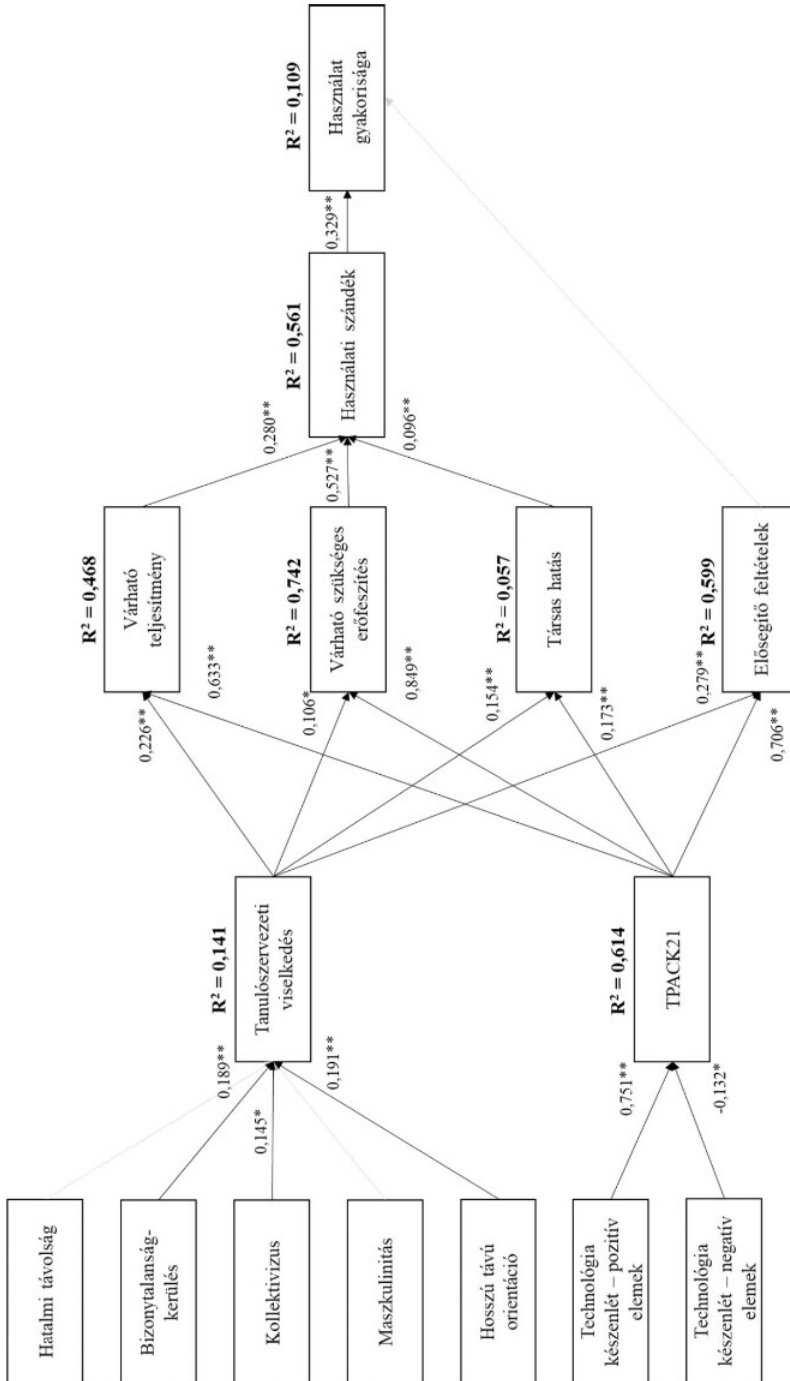 Hatalmi távolság
Bizonytalanság-
kerülés
Kollektivizus
Maszkulinitás
Hosszú távú
orientáció
Technológia
készenlét – pozitív
elemek
Technológia
készenlét – negatív
elemek
0,189**
0,145*
0,191**
0,751**
-0,132*
R² = 0,141
Tanulószervezeti
viselkedés
R² = 0,614
TPACK21
0,226**
0,633**
0,106*
0,849**
0,154**
0,173**
0,279**
0,706**
R² = 0,468
Várható
teljesítmény
R² = 0,742
Várható szükséges
erőfeszítés
R² = 0,057
Társas hatás
R² = 0,599
Elősegítő feltételek
0,280**
0,527**
0,096**
R² = 0,561
Használati szándék
0,329**
R² = 0,109
Használat
gyakorisága